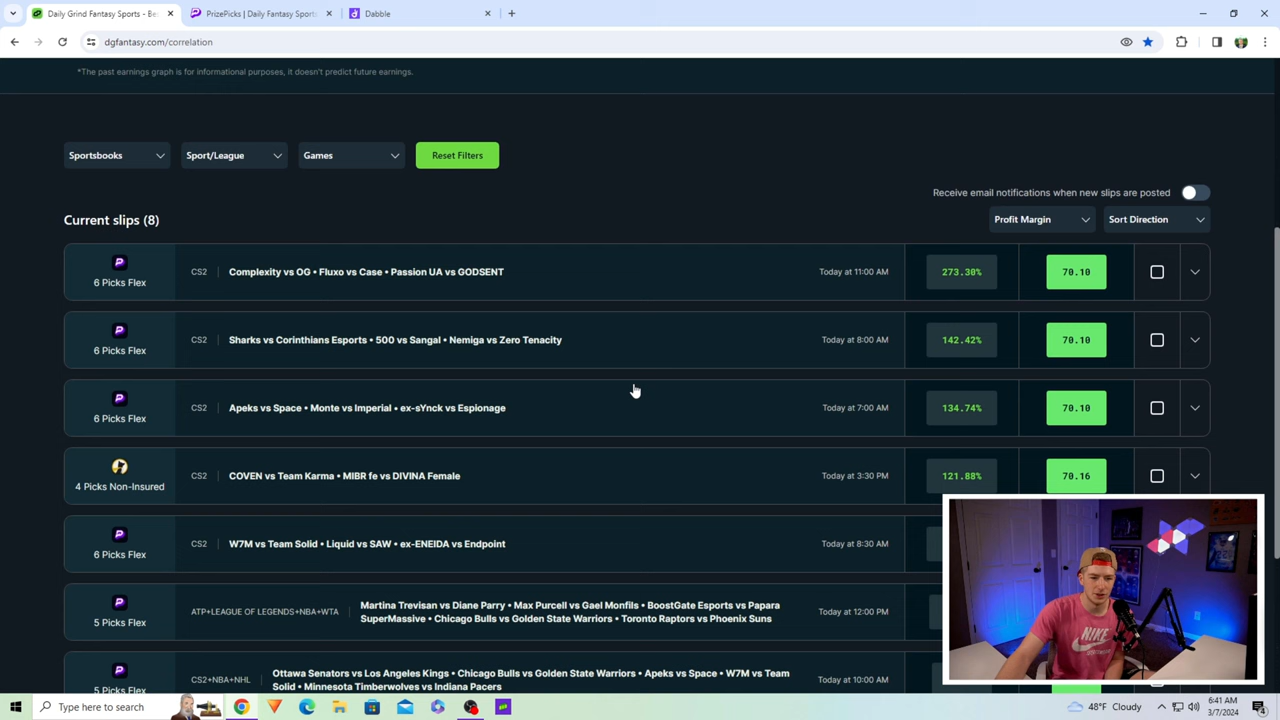 Daily Grind Fantasy Sports - Be
PrizePicks | Daily Fantasy Sports
Dabble
dgfantasy.com/correlation
*The past earnings graph is for informational purposes, it doesn't predict future earnings.
Sportsbooks
Sport/League
Games
Reset Filters
Receive email notifications when new slips are posted
Current slips (8)
Profit Margin
Sort Direction
6 Picks Flex
CS2
Complexity vs OG • Fluxo vs Case • Passion UA vs GODSENT
Today at 11:00 AM
273.30%
70.10
6 Picks Flex
CS2
Sharks vs Corinthians Esports • 500 vs Sangal • Nemiga vs Zero Tenacity
Today at 8:00 AM
142.42%
70.10
6 Picks Flex
CS2
Apeks vs Space • Monte vs Imperial • ex-sYnck vs Espionage
Today at 7:00 AM
134.74%
70.10
4 Picks Non-Insured
CS2
COVEN vs Team Karma • MIBR fe vs DIVINA Female
Today at 3:30 PM
121.88%
70.16
6 Picks Flex
CS2
W7M vs Team Solid • Liquid vs SAW • ex-ENEIDA vs Endpoint
Today at 8:30 AM
5 Picks Flex
ATP+LEAGUE OF LEGENDS+NBA+WTA
Martina Trevisan vs Diane Parry • Max Purcell vs Gael Monfils • BoostGate Esports vs Papara
SuperMassive • Chicago Bulls vs Golden State Warriors • Toronto Raptors vs Phoenix Suns
Today at 12:00 PM
5 Picks Flex
CS2+NBA+NHL
Ottawa Senators vs Los Angeles Kings • Chicago Bulls vs Golden State Warriors • Apeks vs Space • W7M vs Team
Solid • Minnesota Timberwolves vs Indiana Pacers
Today at 10:00 AM
NIKE
Type here to search
48°F Cloudy
6:41 AM
3/7/2024
4